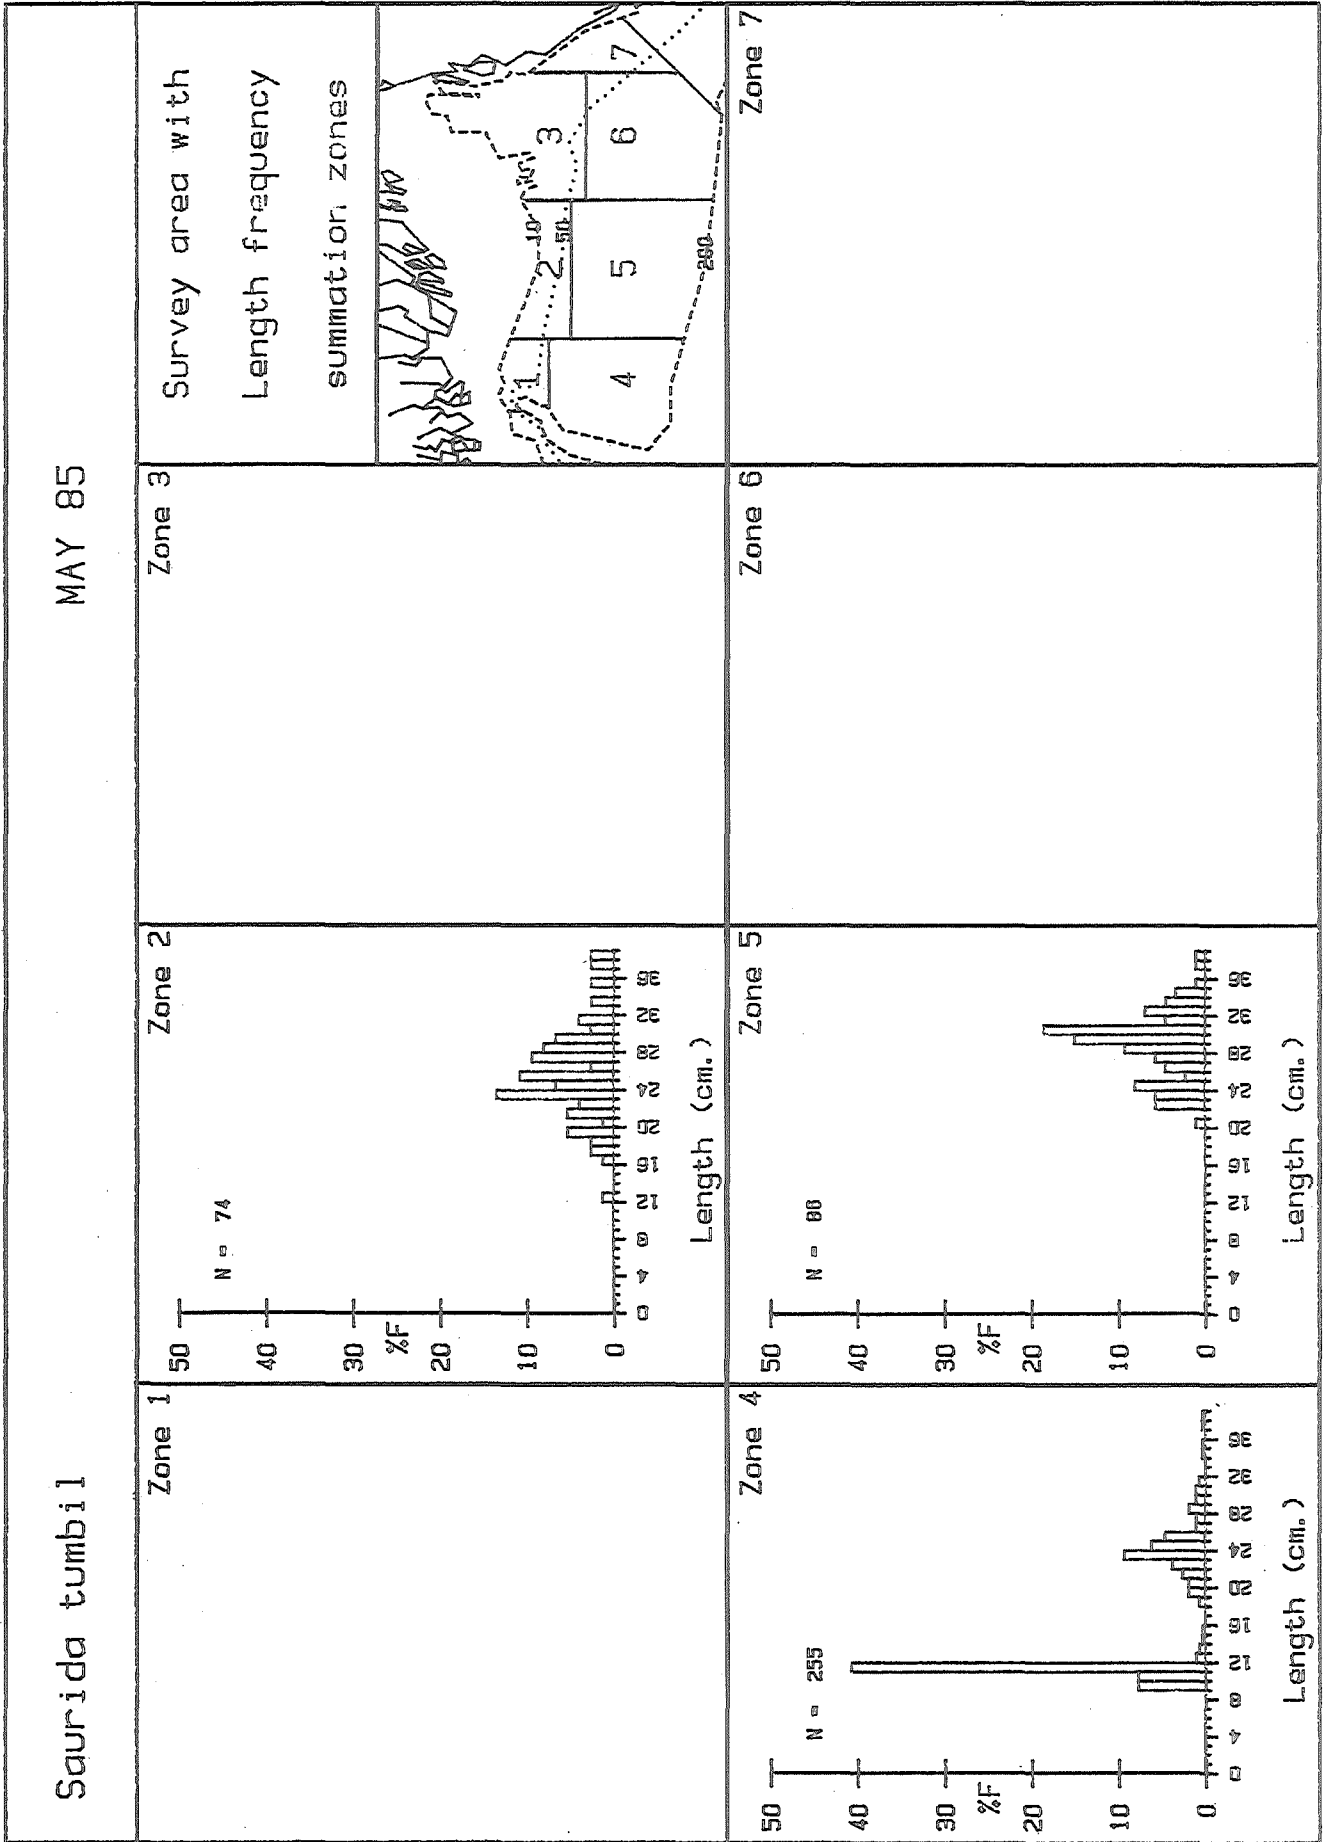 Saurida tumbil
MAY 85
Zone 1
Zone 2
N = 74
50
40
30
%F
20
10
0
0 4 8 12 16 20 24 28 32 36
Length (cm.)
Zone 3
Survey area with
Length frequency
summation zones
1
2
3
4
5
6
7
10
50
200
Zone 4
N = 255
50
40
30
%F
20
10
0
0 4 8 12 16 20 24 28 32 36
Length (cm.)
Zone 5
N = 86
50
40
30
%F
20
10
0
0 4 8 12 16 20 24 28 32 36
Length (cm.)
Zone 6
Zone 7